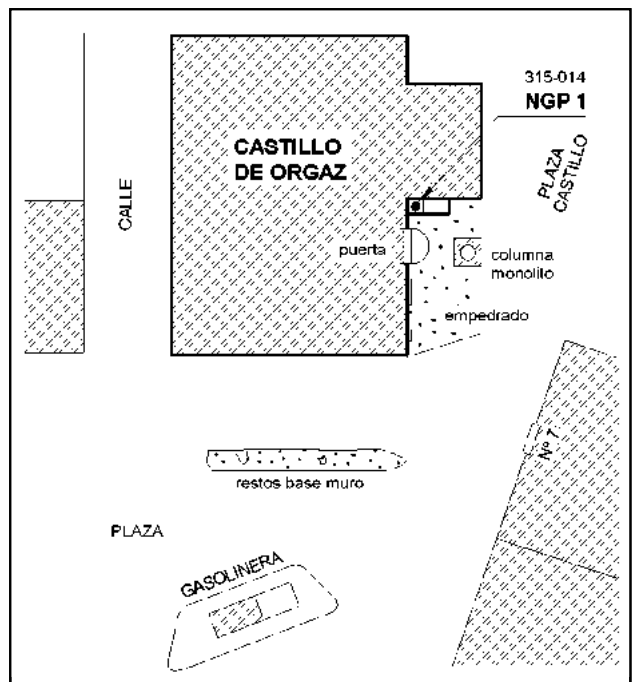 315-014
NGP 1
CASTILLO
DE ORGAZ
PLAZA
CASTILLO
CALLE
puerta
columna
monolito
empedrado
Nº 7
restos base muro
PLAZA
GASOLINERA